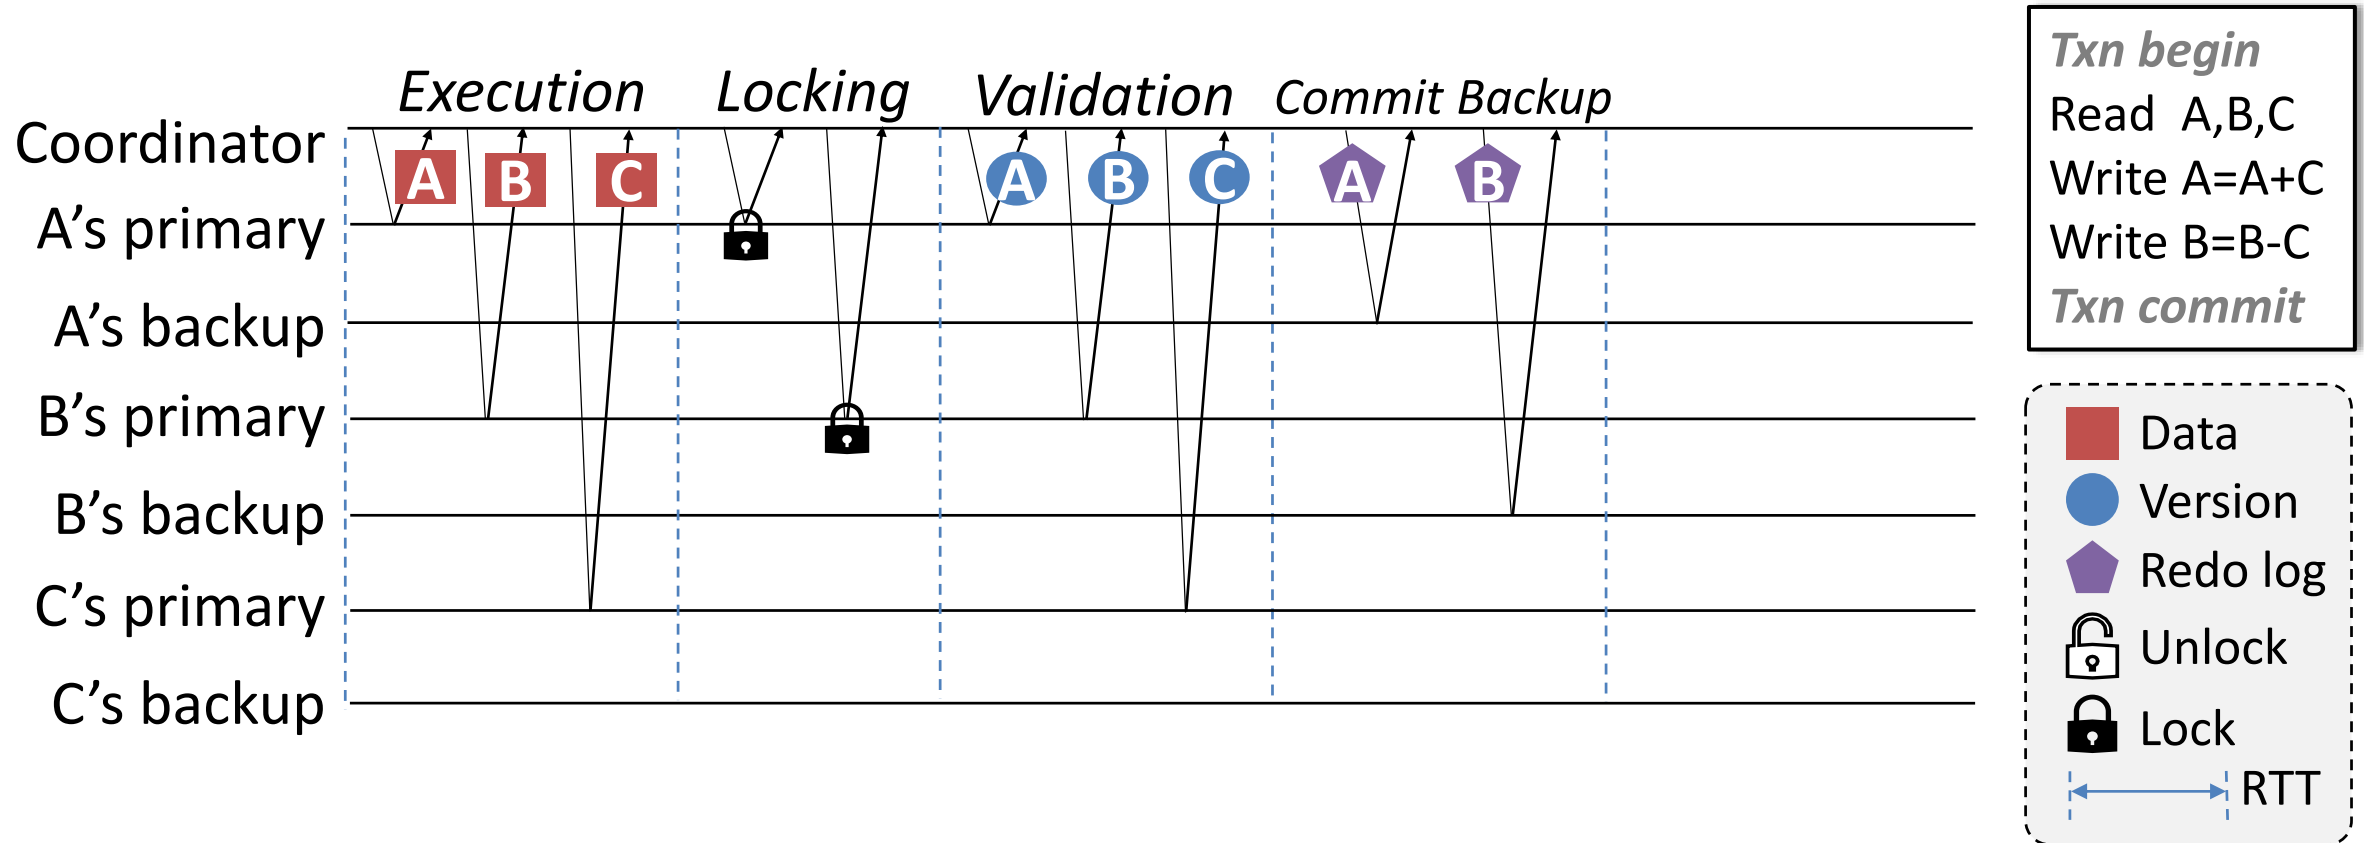 Execution
Locking
Validation
Commit Backup
Coordinator
A B C
A B C
A B
A's primary
A's backup
B's primary
B's backup
C's primary
C's backup
Txn begin
Read A,B,C
Write A=A+C
Write B=B-C
Txn commit
Data
Version
Redo log
Unlock
Lock
RTT